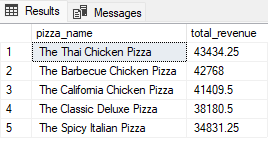 Results Messages
pizza_name total_revenue
1 The Thai Chicken Pizza 43434.25
2 The Barbecue Chicken Pizza 42768
3 The California Chicken Pizza 41409.5
4 The Classic Deluxe Pizza 38180.5
5 The Spicy Italian Pizza 34831.25